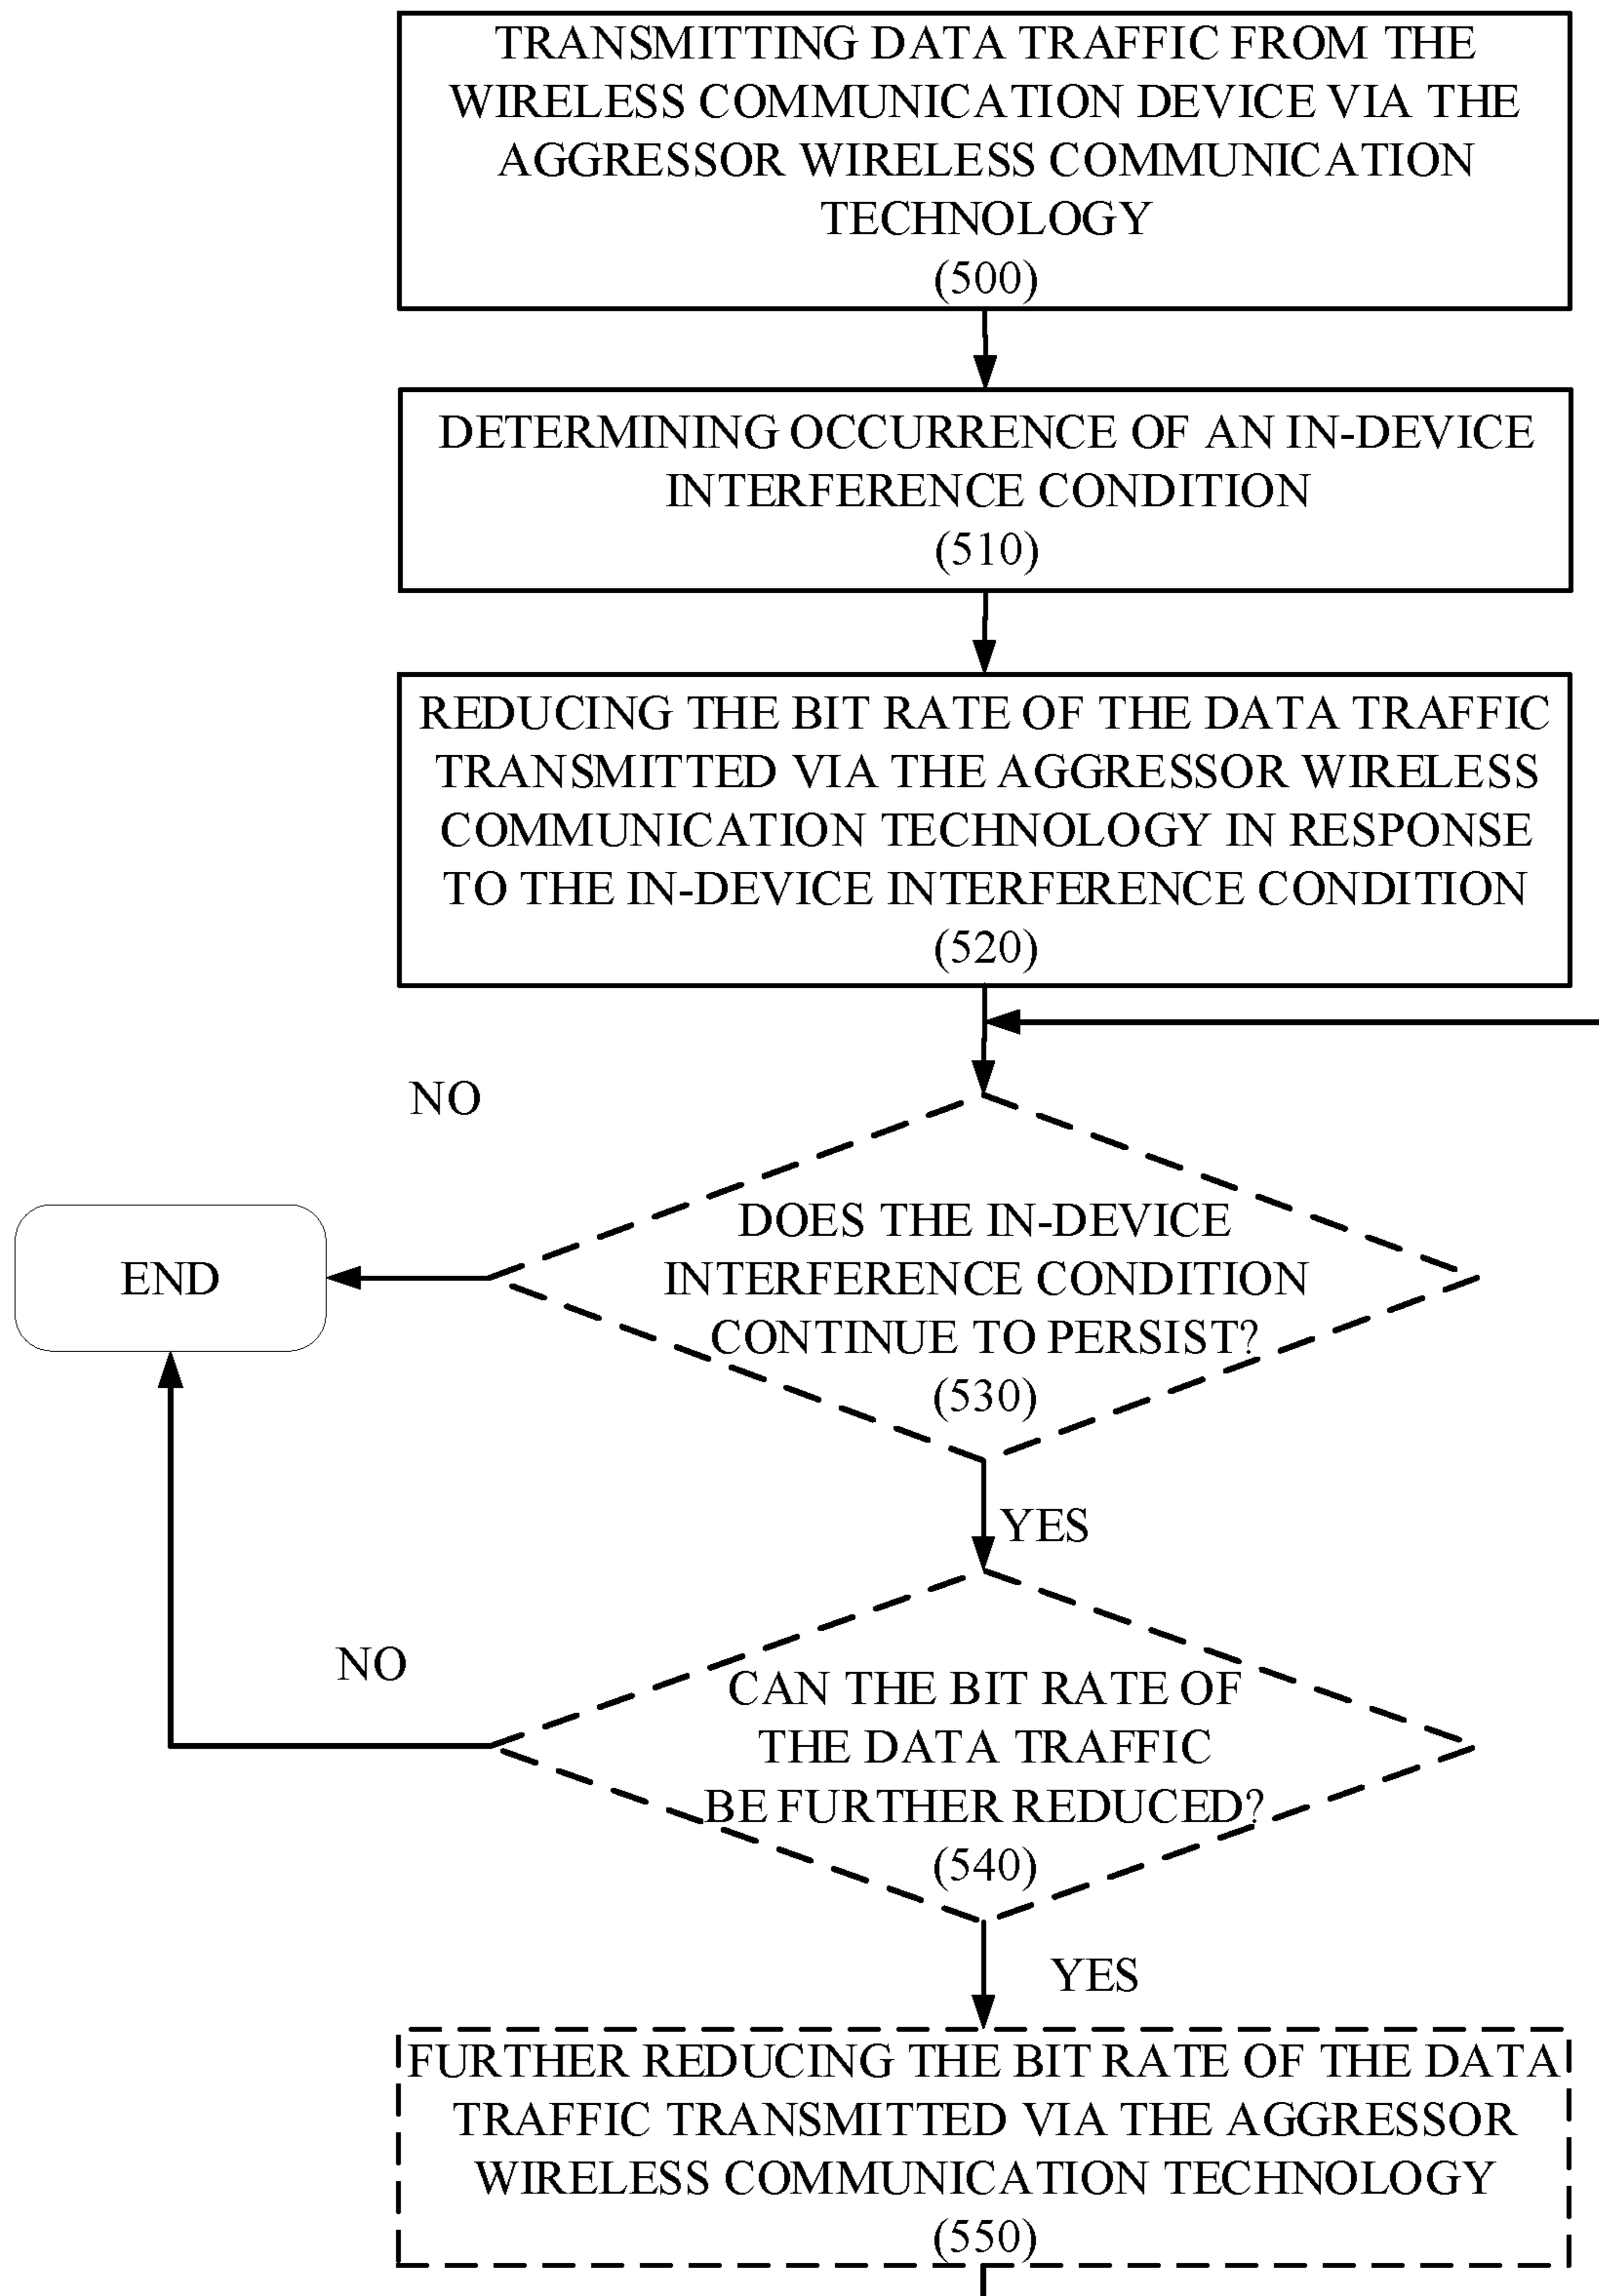 TRANSMITTING DATA TRAFFIC FROM THE
WIRELESS COMMUNICATION DEVICE VIA THE
AGGRESSOR WIRELESS COMMUNICATION
TECHNOLOGY
(500)
DETERMINING OCCURRENCE OF AN IN-DEVICE
INTERFERENCE CONDITION
(510)
REDUCING THE BIT RATE OF THE DATA TRAFFIC
TRANSMITTED VIA THE AGGRESSOR WIRELESS
COMMUNICATION TECHNOLOGY IN RESPONSE
TO THE IN-DEVICE INTERFERENCE CONDITION
(520)
NO
DOES THE IN-DEVICE
INTERFERENCE CONDITION
CONTINUE TO PERSIST?
(530)
END
YES
NO
CAN THE BIT RATE OF
THE DATA TRAFFIC
BE FURTHER REDUCED?
(540)
YES
FURTHER REDUCING THE BIT RATE OF THE DATA
TRAFFIC TRANSMITTED VIA THE AGGRESSOR
WIRELESS COMMUNICATION TECHNOLOGY
(550)